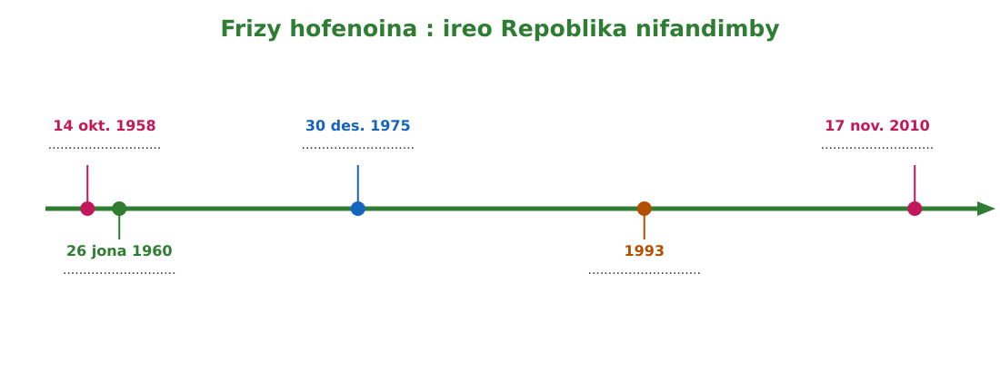 Frizy hofenoina : ireo Repoblika nifandimby
14 okt. 1958
............................
30 des. 1975
............................
17 nov. 2010
............................
26 jona 1960
............................
1993
............................